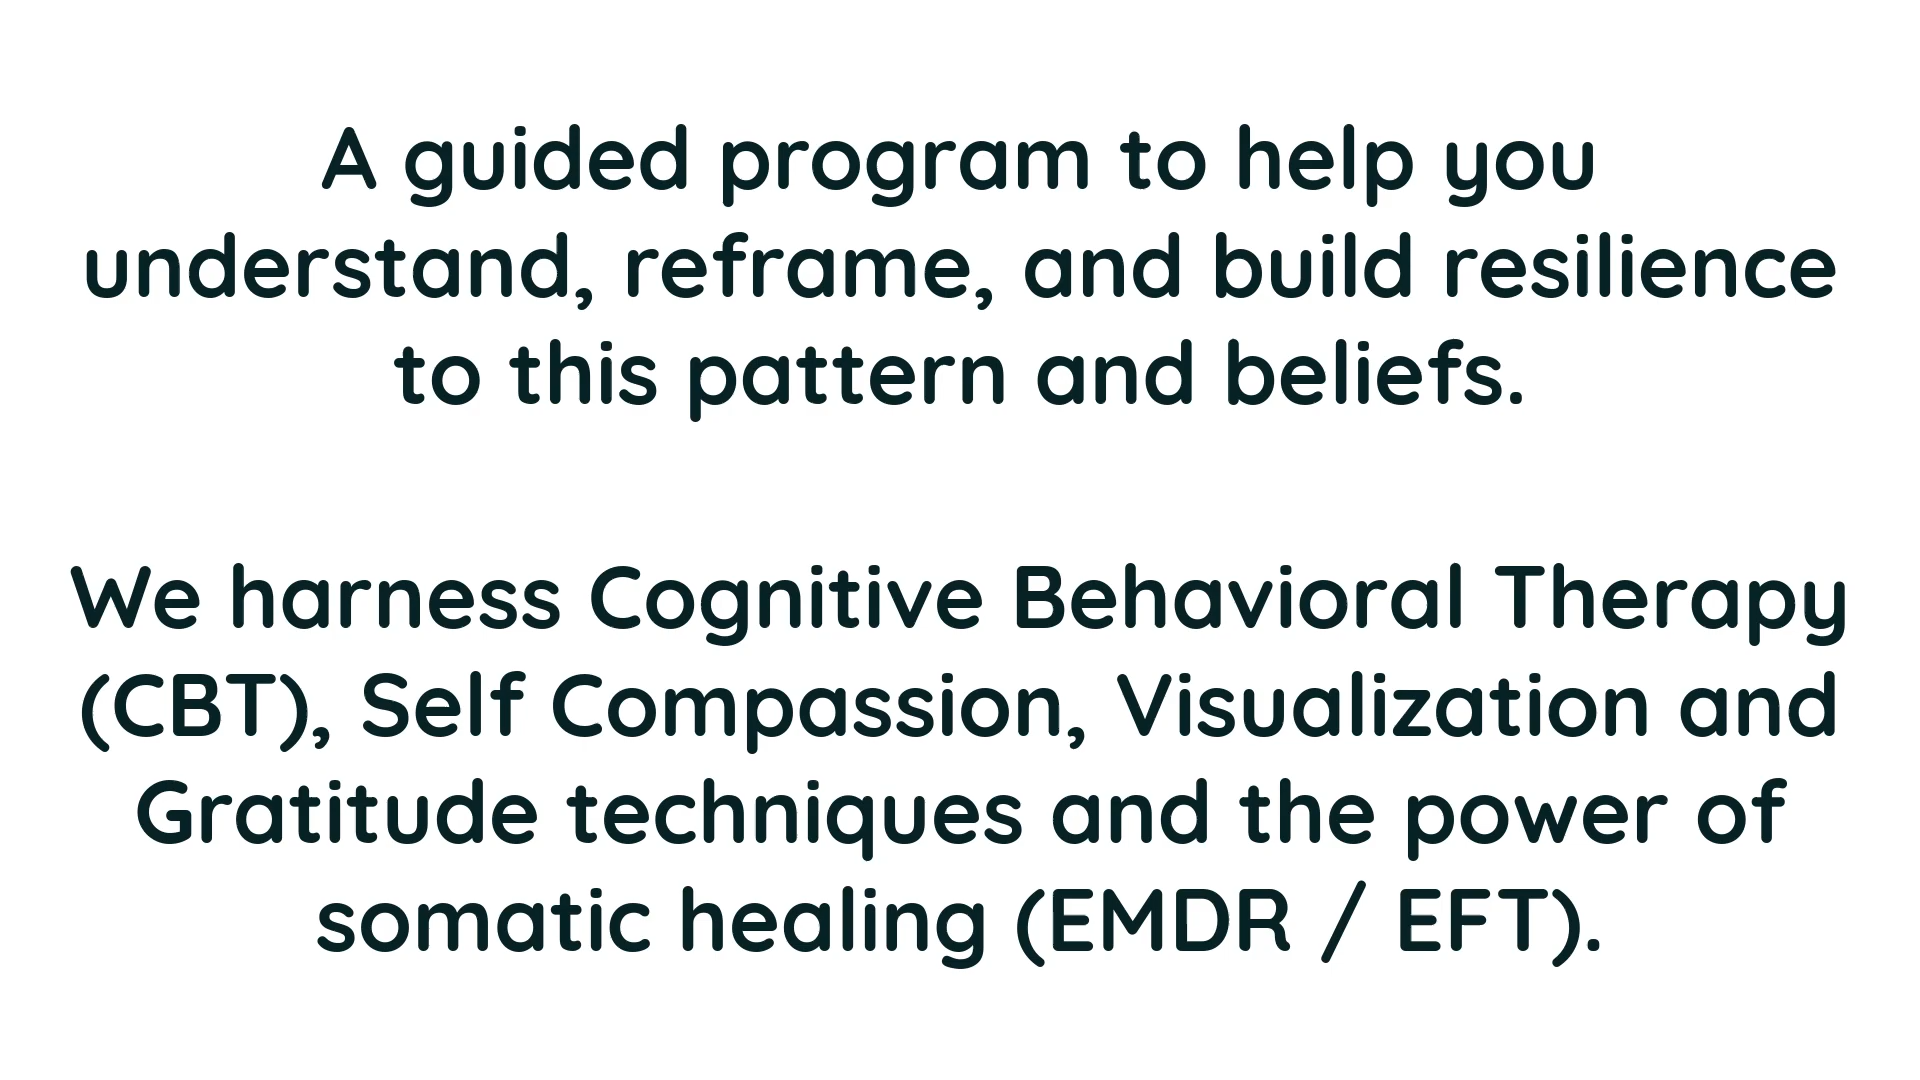 A guided program to help you
understand, reframe, and build resilience
to this pattern and beliefs.
We harness Cognitive Behavioral Therapy
(CBT), Self Compassion, Visualization and
Gratitude techniques and the power of
somatic healing (EMDR / EFT).